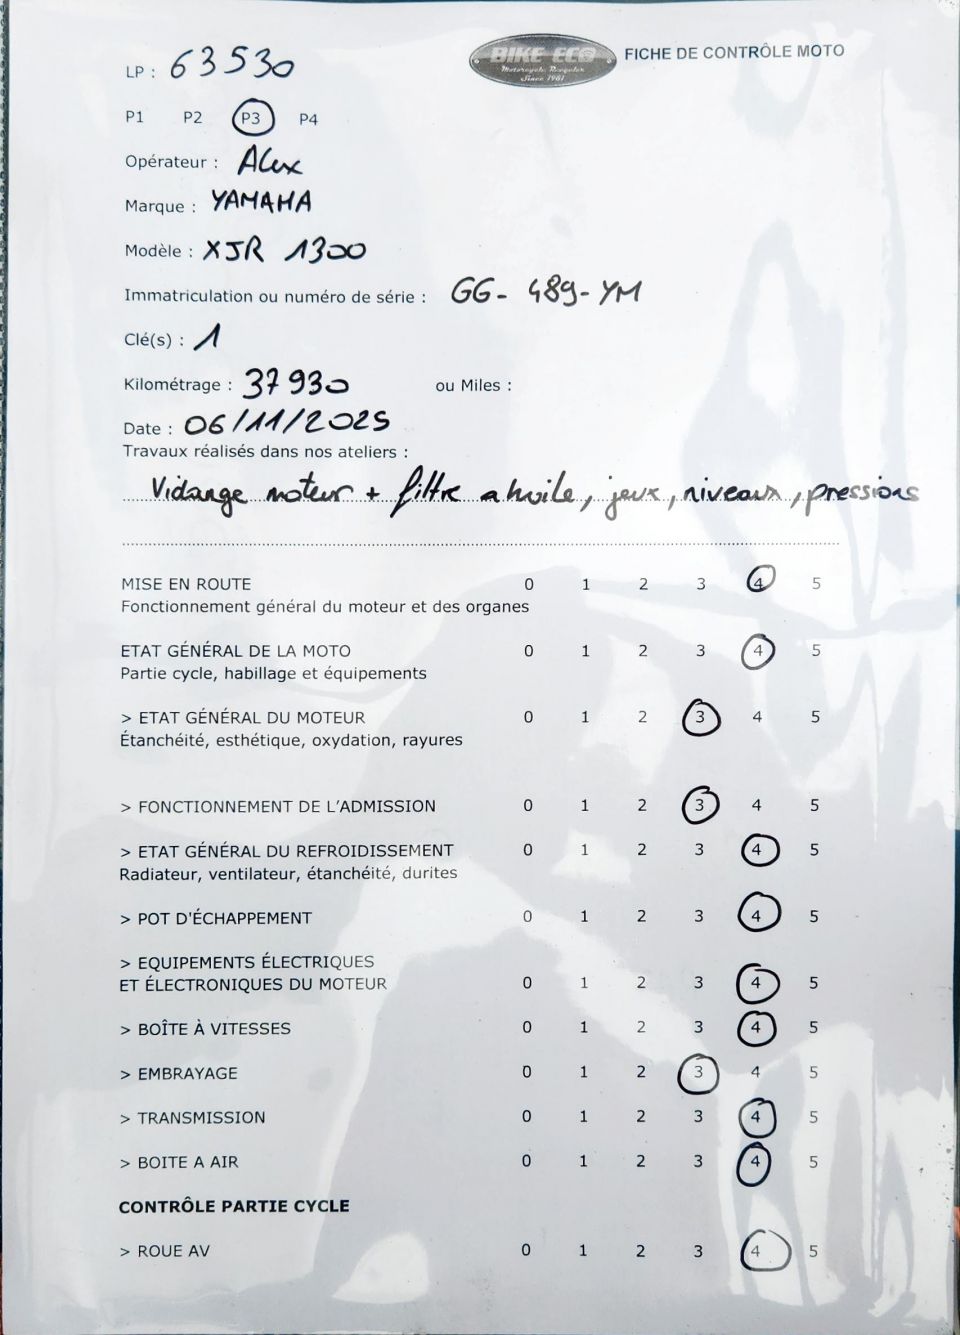 BIKE ECO
Motorcycle Recycler
Since 1981
FICHE DE CONTRÔLE MOTO
LP : 63530
P1 P2 P3 P4
Opérateur : Alex
Marque : YAMAHA
Modèle : XJR 1300
Immatriculation ou numéro de série : GG- 489-YM
Clé(s) : 1
Kilométrage : 37930 ou Miles :
Date : 06/11/2025
Travaux réalisés dans nos ateliers :
Vidange moteur + filtre a huile, jeux, niveaux, pressions
MISE EN ROUTE 0 1 2 3 4 5
Fonctionnement général du moteur et des organes
ETAT GÉNÉRAL DE LA MOTO 0 1 2 3 4 5
Partie cycle, habillage et équipements
> ETAT GÉNÉRAL DU MOTEUR 0 1 2 3 4 5
Étanchéité, esthétique, oxydation, rayures
> FONCTIONNEMENT DE L'ADMISSION 0 1 2 3 4 5
> ETAT GÉNÉRAL DU REFROIDISSEMENT 0 1 2 3 4 5
Radiateur, ventilateur, étanchéité, durites
> POT D'ÉCHAPPEMENT 0 1 2 3 4 5
> EQUIPEMENTS ÉLECTRIQUES
ET ÉLECTRONIQUES DU MOTEUR 0 1 2 3 4 5
> BOÎTE À VITESSES 0 1 2 3 4 5
> EMBRAYAGE 0 1 2 3 4 5
> TRANSMISSION 0 1 2 3 4 5
> BOITE A AIR 0 1 2 3 4 5
CONTRÔLE PARTIE CYCLE
> ROUE AV 0 1 2 3 4 5